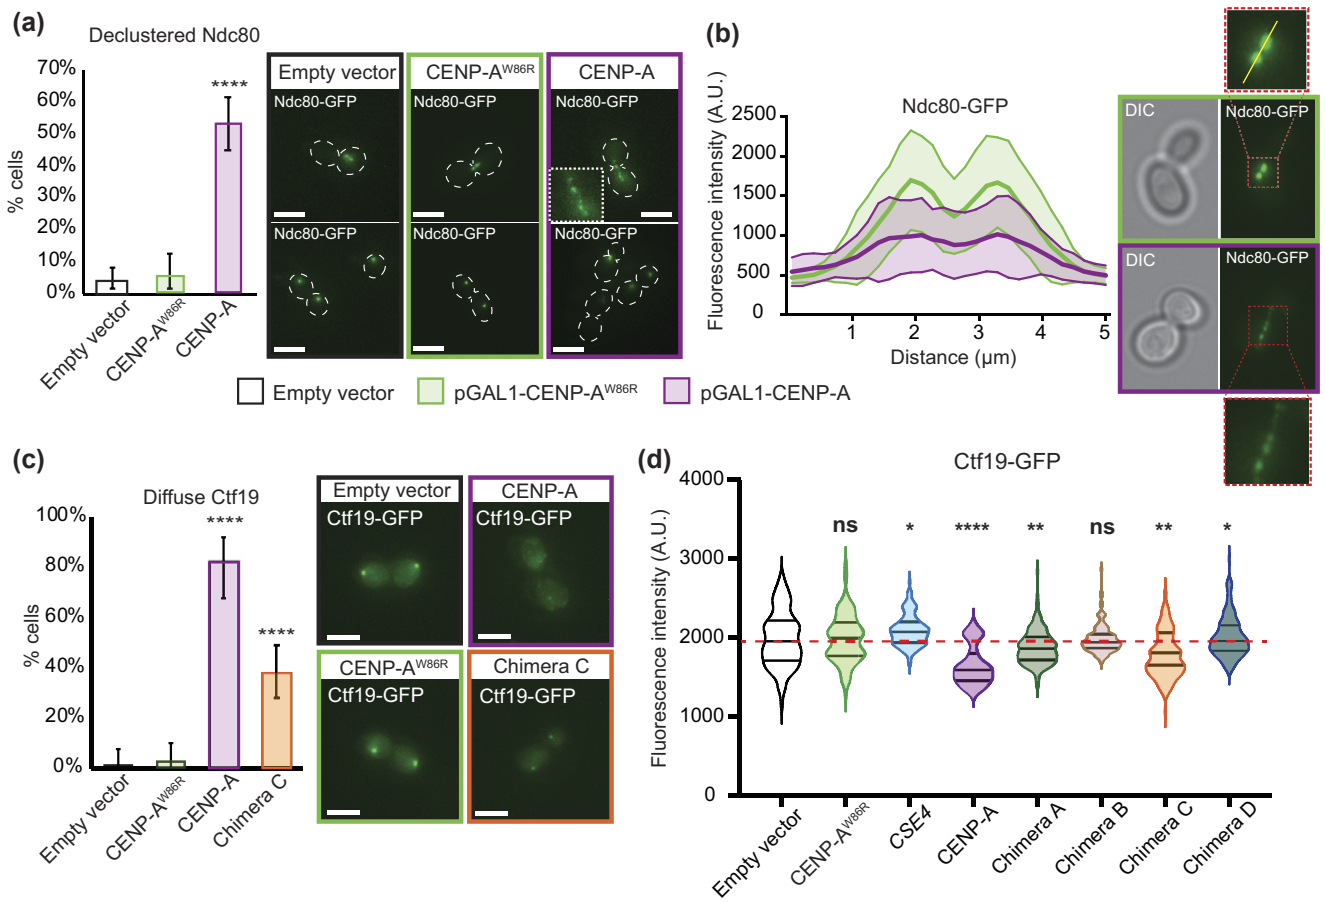 (a)
Declustered Ndc80
70%
60%
50%
40%
30%
20%
10%
0%
% cells
****
Empty vector
CENP-A^W86R
CENP-A
Empty vector
CENP-A^W86R
CENP-A
Ndc80-GFP
Ndc80-GFP
Ndc80-GFP
Ndc80-GFP
Ndc80-GFP
Ndc80-GFP
Empty vector
pGAL1-CENP-A^W86R
pGAL1-CENP-A
(b)
Ndc80-GFP
Fluorescence intensity (A.U.)
2500
2000
1500
1000
500
0
1
2
3
4
5
Distance (µm)
DIC
Ndc80-GFP
DIC
Ndc80-GFP
(c)
Diffuse Ctf19
100%
80%
60%
40%
20%
0%
% cells
****
****
Empty vector
CENP-A^W86R
CENP-A
Chimera C
Empty vector
CENP-A
Ctf19-GFP
Ctf19-GFP
CENP-A^W86R
Chimera C
Ctf19-GFP
Ctf19-GFP
(d)
Ctf19-GFP
Fluorescence intensity (A.U.)
4000
3000
2000
1000
0
ns
*
****
**
ns
**
*
Empty vector
CENP-A^W86R
CSE4
CENP-A
Chimera A
Chimera B
Chimera C
Chimera D